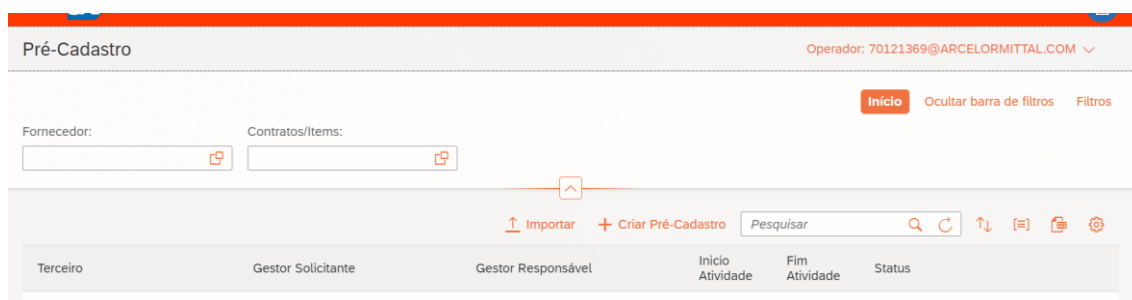 Pré-Cadastro
Operador: 70121369@ARCELORMITTAL.COM
Início Ocultar barra de filtros Filtros
Fornecedor: Contratos/Items:
Importar Criar Pré-Cadastro Pesquisar
Terceiro Gestor Solicitante Gestor Responsável Inicio Atividade Fim Atividade Status